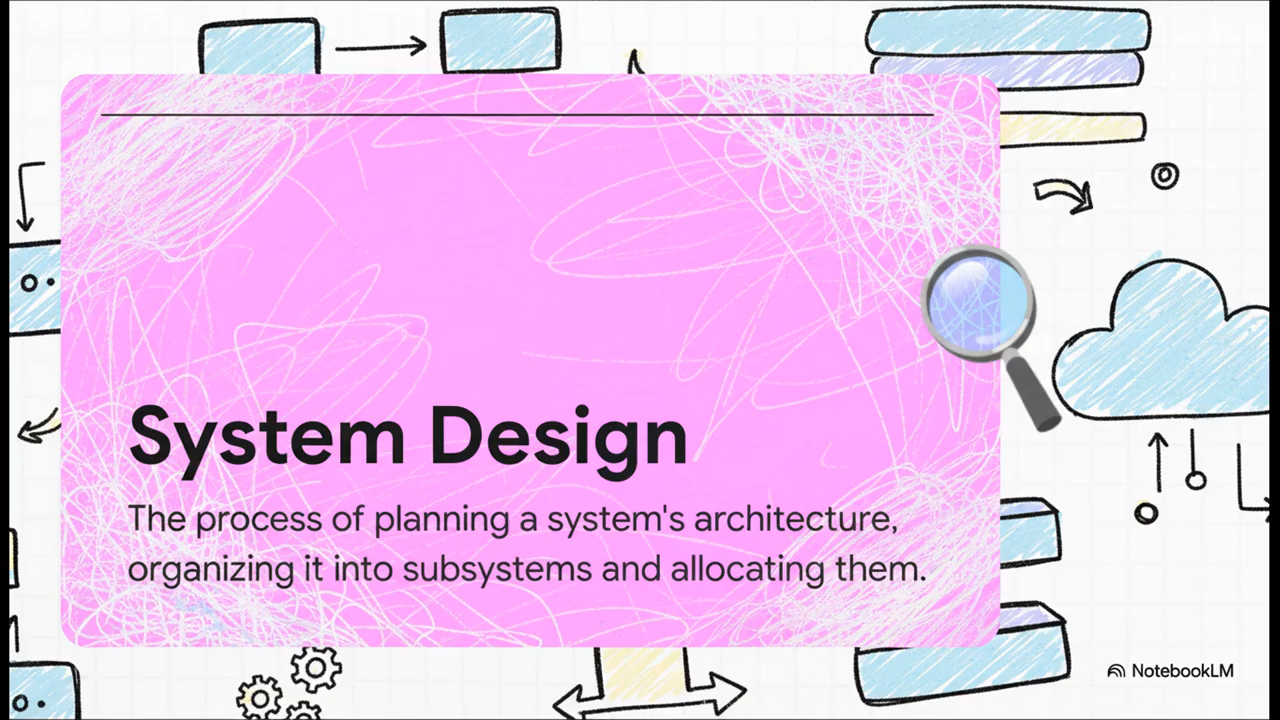 System Design
The process of planning a system's architecture,
organizing it into subsystems and allocating them.
NotebookLM